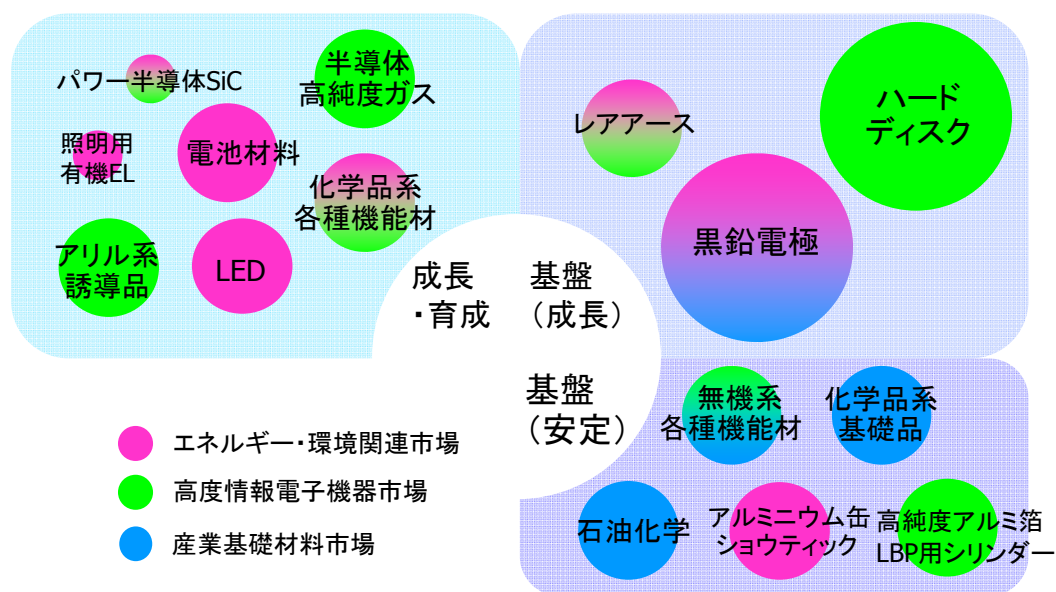 パワー半導体SiC
半導体
高純度ガス
照明用
有機EL
電池材料
化学品系
各種機能材
アリル系
誘導品
LED
レアアース
ハード
ディスク
黒鉛電極
成長
・育成
基盤
（成長）
基盤
（安定）
無機系
各種機能材
化学品系
基礎品
石油化学
アルミニウム缶
ショウティック
高純度アルミ箔
LBP用シリンダー
エネルギー・環境関連市場
高度情報電子機器市場
産業基礎材料市場